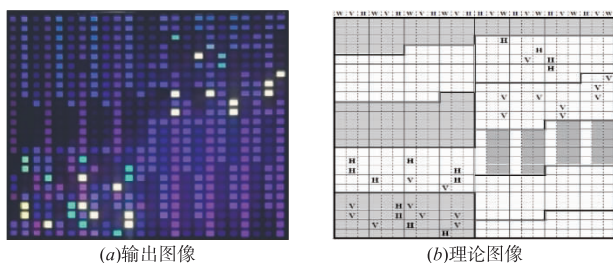 W V H W V H W V H W V H W V H W V H W V H W V H
H
H
V H
H
V
V V V
V
V V
H H
H H
H H V H
V
V H
V H V V
V H V
V
(a)输出图像
(b)理论图像